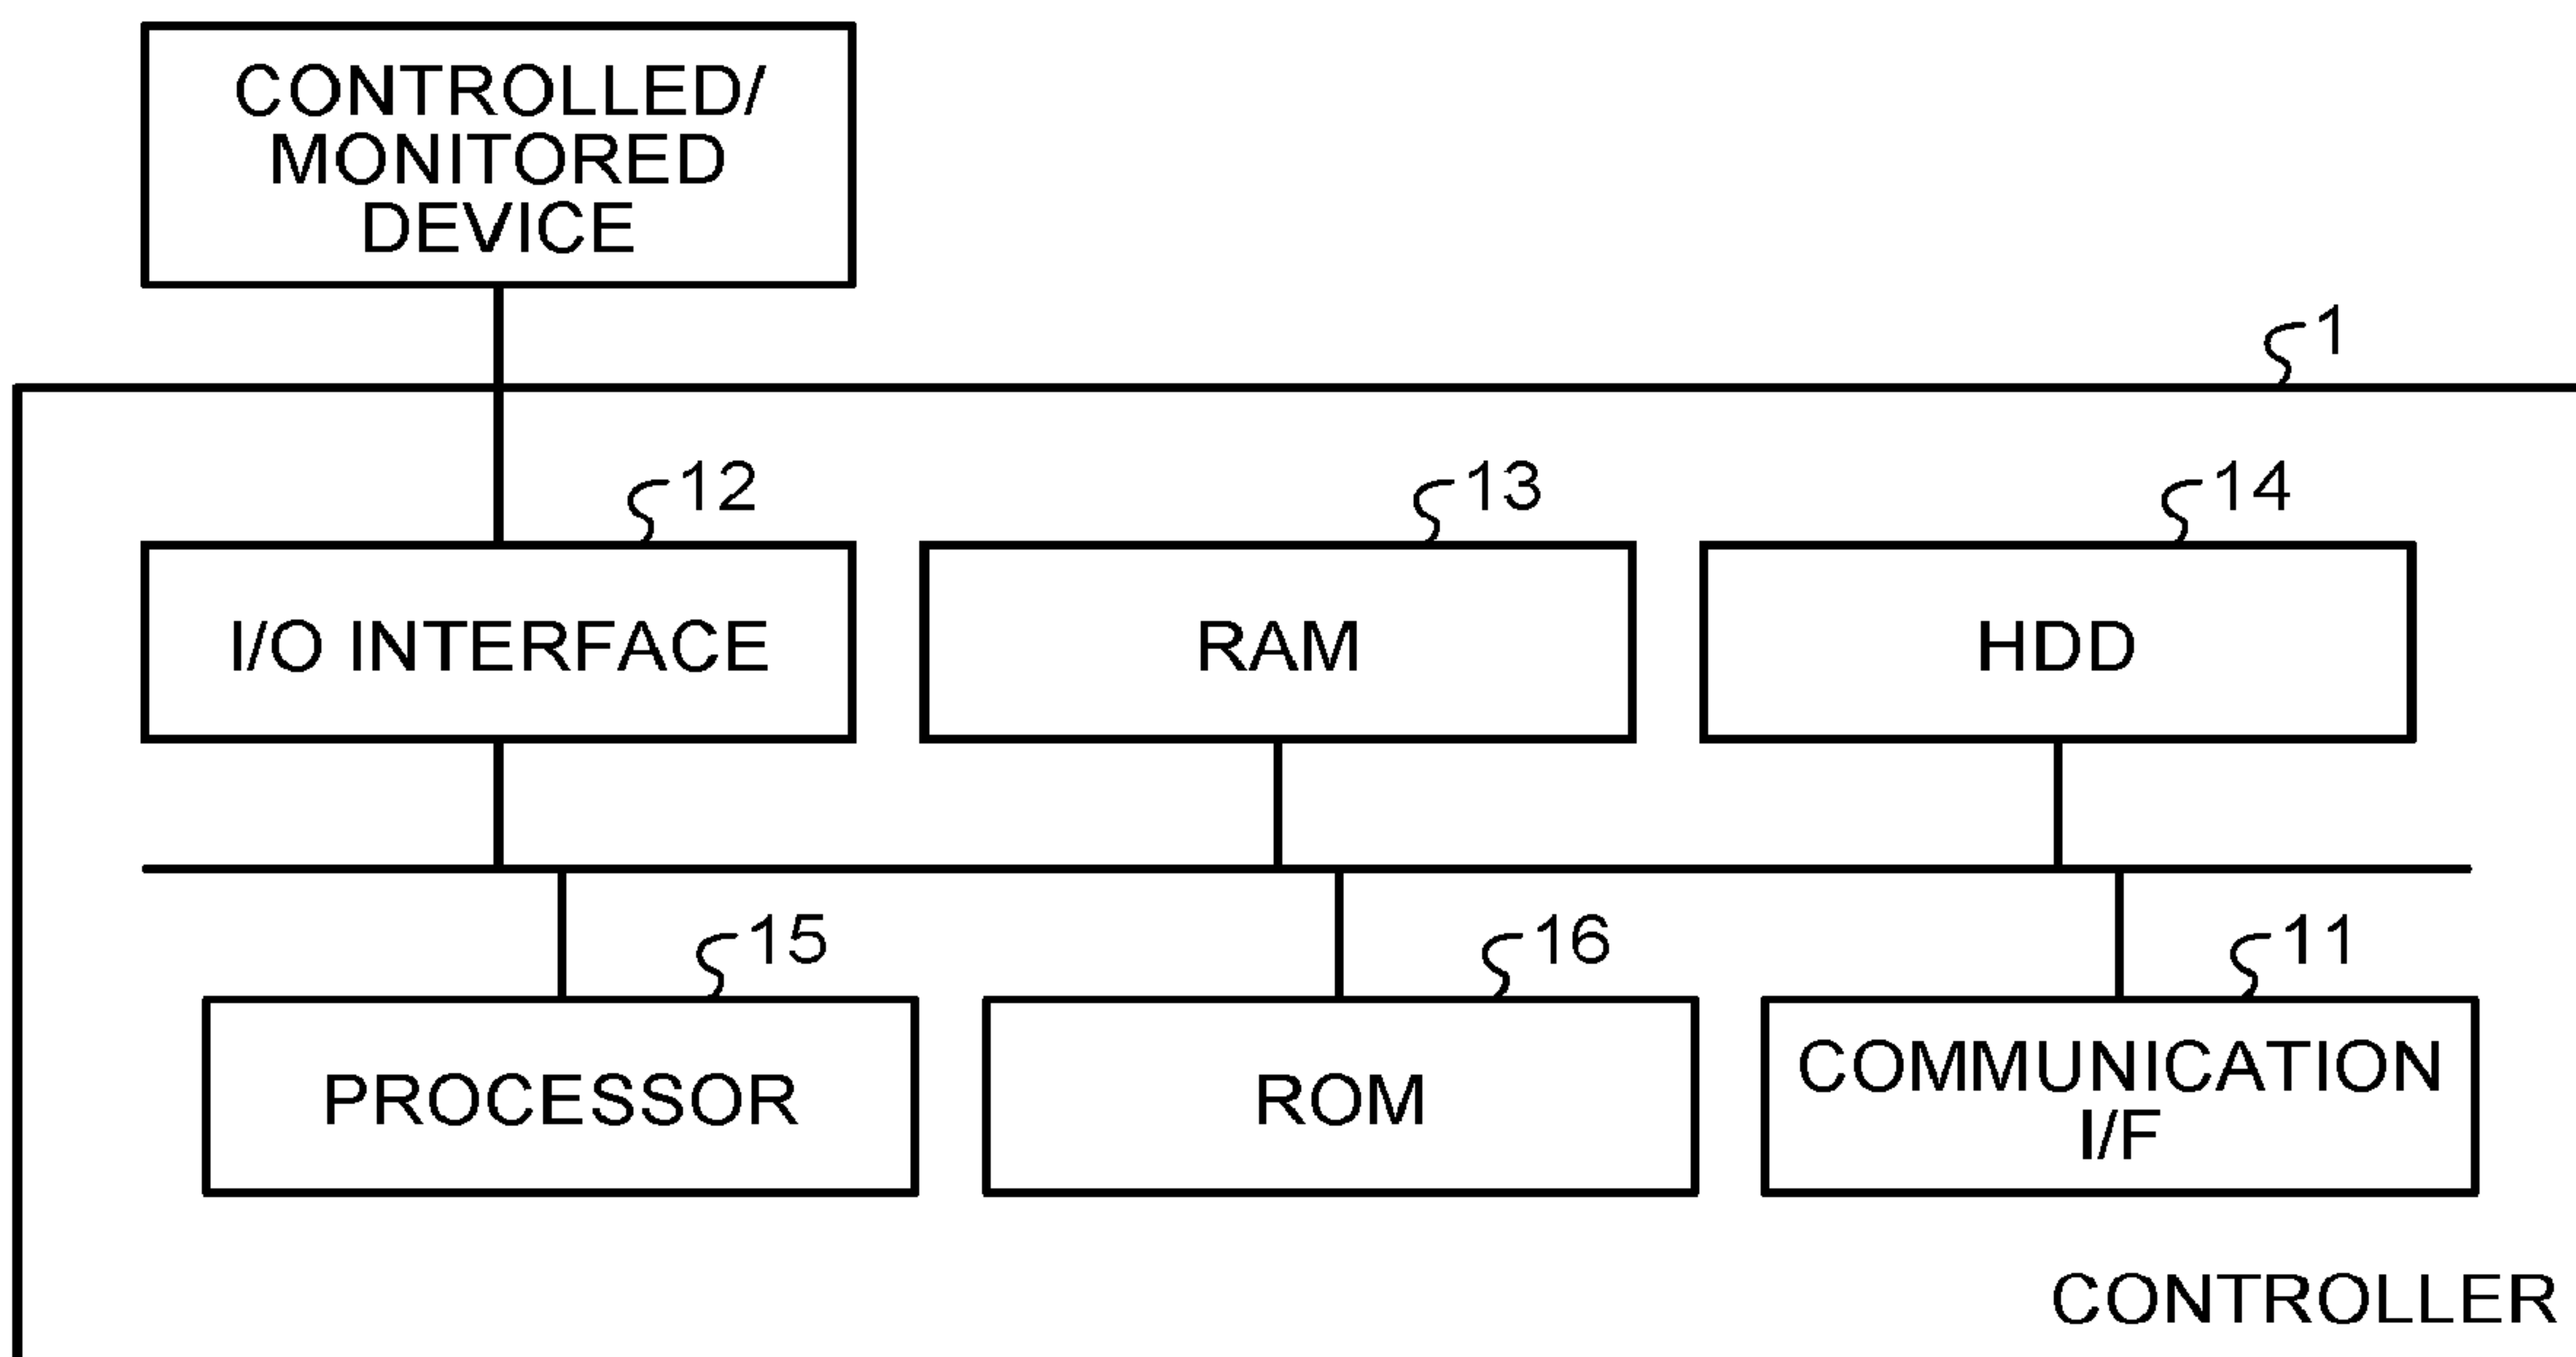 CONTROLLED/
MONITORED
DEVICE
1
12
13
14
I/O INTERFACE
RAM
HDD
15
16
11
PROCESSOR
ROM
COMMUNICATION
I/F
CONTROLLER